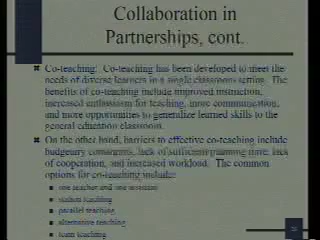 Collaboration in
Partnerships, cont.
Co-teaching: Co-teaching has been developed to meet the
needs of diverse learners in a single classroom setting. The
benefits of co-teaching include improved instruction,
increased enthusiasm for teaching, more communication,
and more opportunities to generalize learned skills to the
general education classroom.
On the other hand, barriers to effective co-teaching include
budgetary constraints, lack of sufficient planning time, lack
of cooperation, and increased workload. The common
options for co-teaching include:
one teacher and one assistant
station teaching
parallel teaching
alternative teaching
team teaching